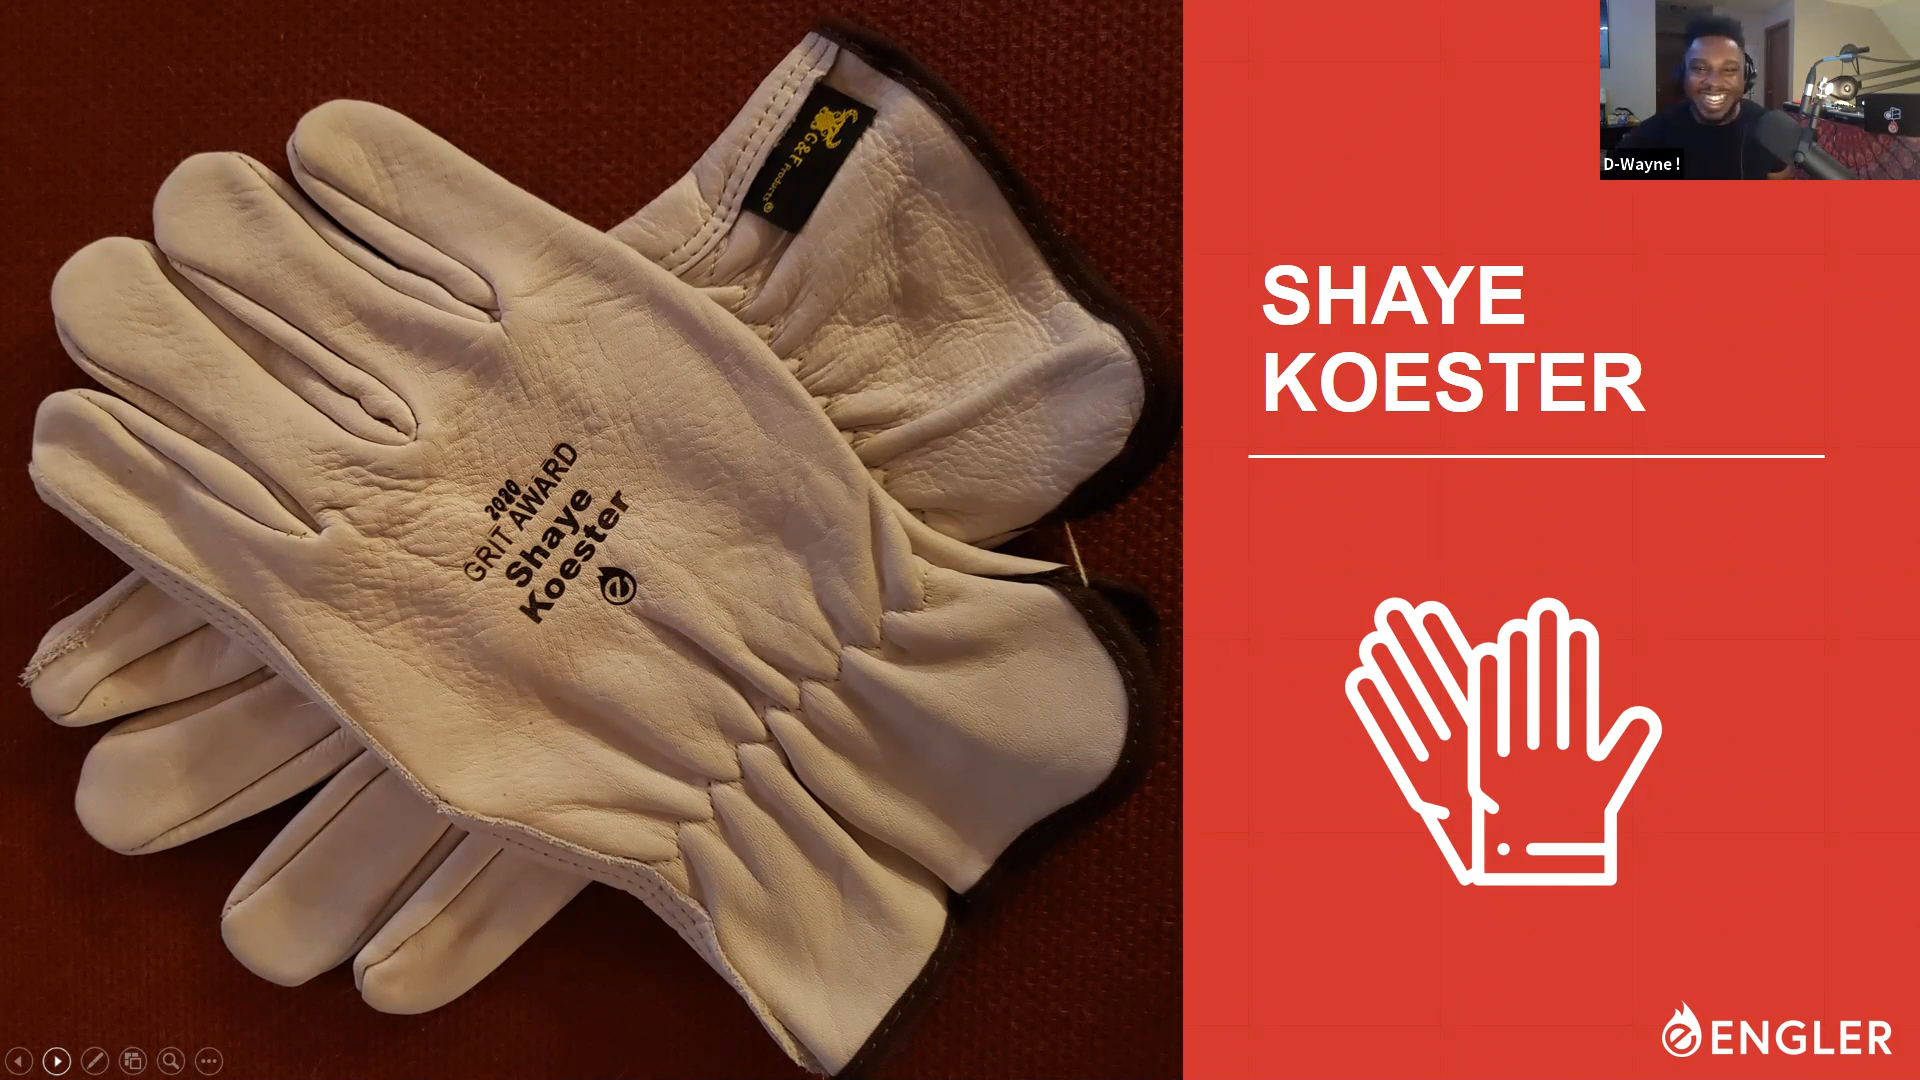 G&F Products®
2020
GRIT AWARD
Shaye
Koester
e
D-Wayne !
SHAYE
KOESTER
e ENGLER